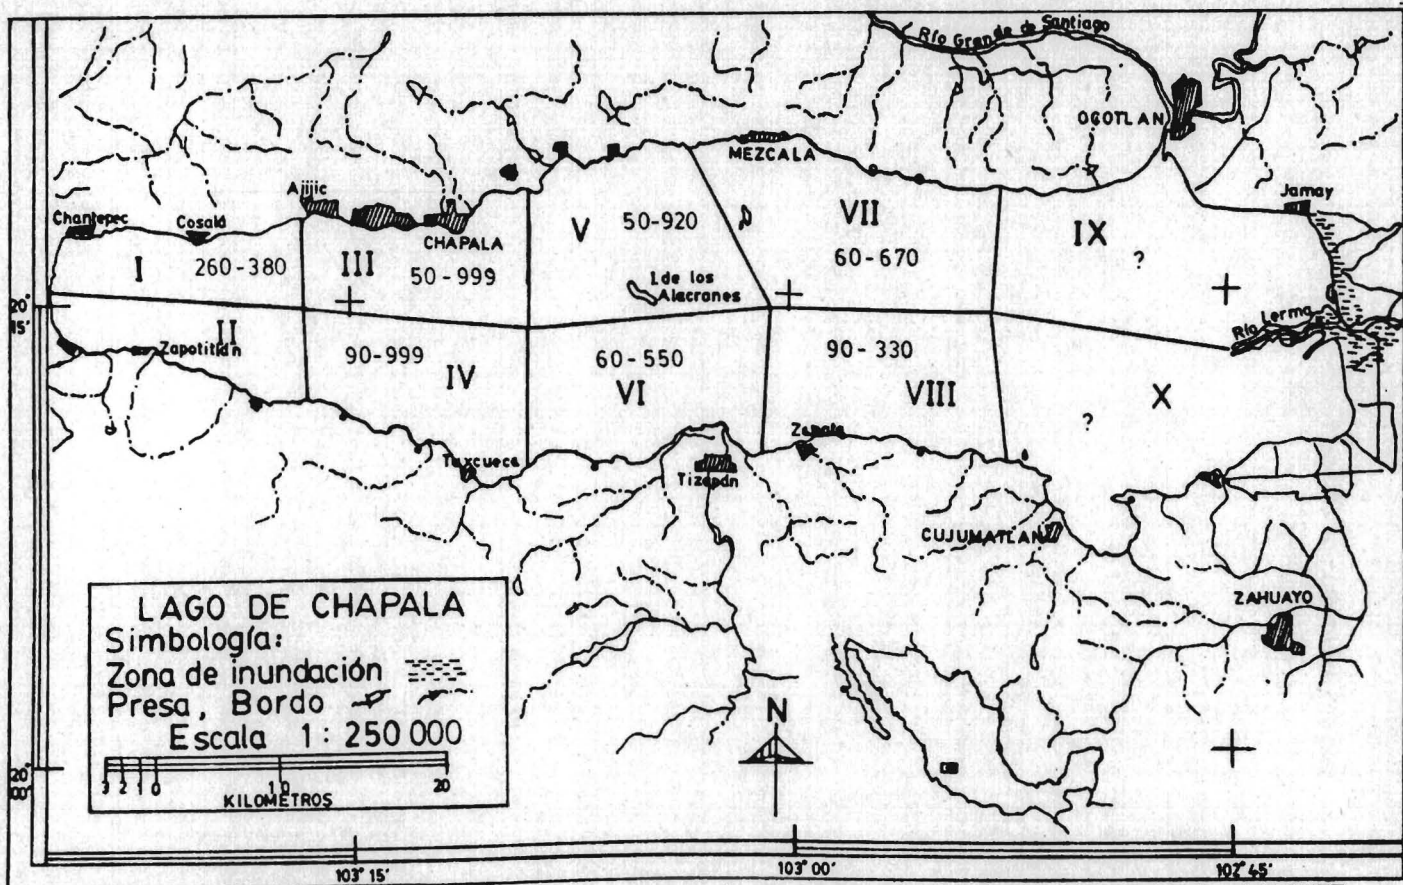 Río Grande de Santiago
OCOTLAN
MEZCALA
Jamay
Ajijic
Chantepec
Cosalá
CHAPALA
I
260-380
III
50-999
V
50-920
VII
60-670
IX
?
I. de los
Alacranes
20
15'
Río Lerma
II
Zapotitlán
90-999
IV
60-550
VI
90-330
VIII
X
?
Tuxcueca
Tizapán
Zapala
CUJUMATLAN
ZAHUAYO
LAGO DE CHAPALA
Simbología:
Zona de inundación
Presa, Bordo
Escala 1: 250 000
3 2 1 0 10 20
KILOMETROS
N
20°
00'
103°15'
103°00'
102°45'